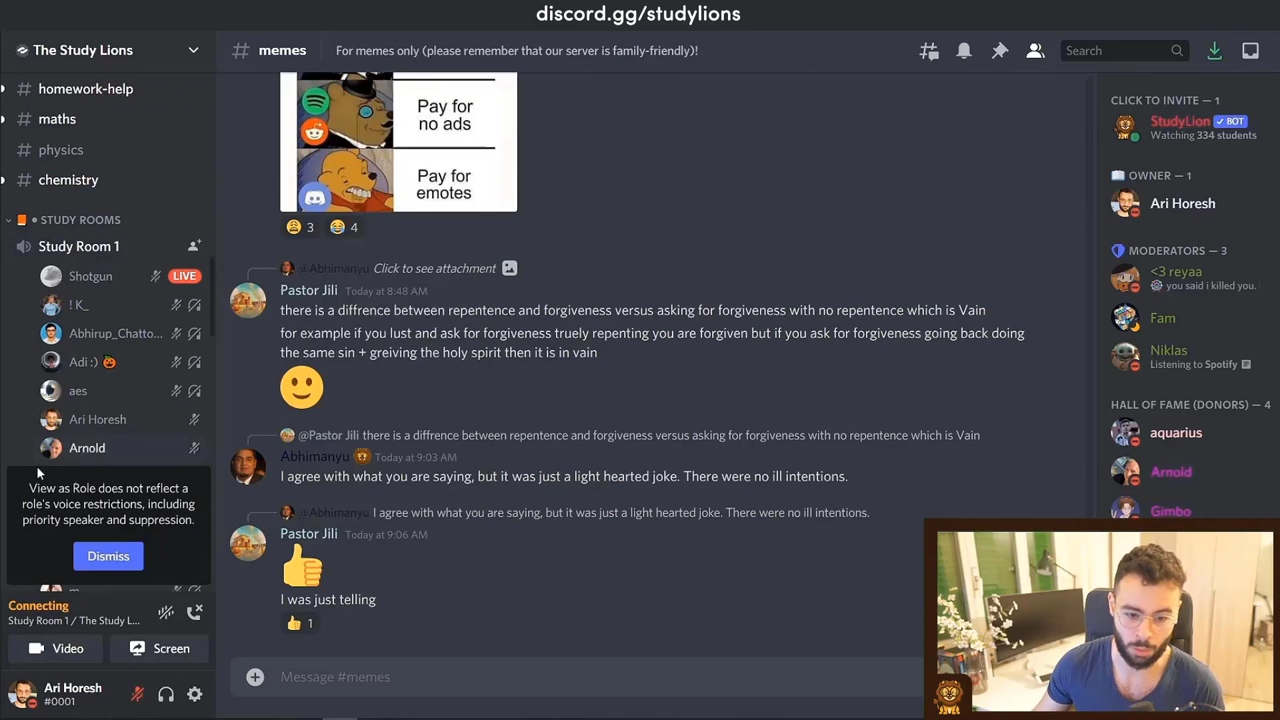 discord.gg/studylions
The Study Lions
# memes
For memes only (please remember that our server is family-friendly)!
Search
# homework-help
# maths
# physics
# chemistry
STUDY ROOMS
Study Room 1
Shotgun
LIVE
! K_
Abhirup_Chatto...
Adi :)
aes
Ari Horesh
Arnold
View as Role does not reflect a
role's voice restrictions, including
priority speaker and suppression.
Dismiss
Connecting
Study Room 1 / The Study L...
Video
Screen
Ari Horesh
#0001
Pay for
no ads
Pay for
emotes
3
4
@Abhimanyu Click to see attachment
Pastor Jili Today at 8:48 AM
there is a diffrence between repentence and forgiveness versus asking for forgiveness with no repentence which is Vain
for example if you lust and ask for forgiveness truely repenting you are forgiven but if you ask for forgiveness going back doing
the same sin + greiving the holy spirit then it is in vain
@Pastor Jili there is a diffrence between repentence and forgiveness versus asking for forgiveness with no repentence which is Vain
Abhimanyu Today at 9:03 AM
I agree with what you are saying, but it was just a light hearted joke. There were no ill intentions.
@Abhimanyu I agree with what you are saying, but it was just a light hearted joke. There were no ill intentions.
Pastor Jili Today at 9:06 AM
I was just telling
1
Message #memes
CLICK TO INVITE — 1
StudyLion BOT
Watching 334 students
OWNER — 1
Ari Horesh
MODERATORS — 3
<3 reyaa
you said i killed you.
Fam
Niklas
Listening to Spotify
HALL OF FAME (DONORS) — 4
aquarius
Arnold
Gimbo